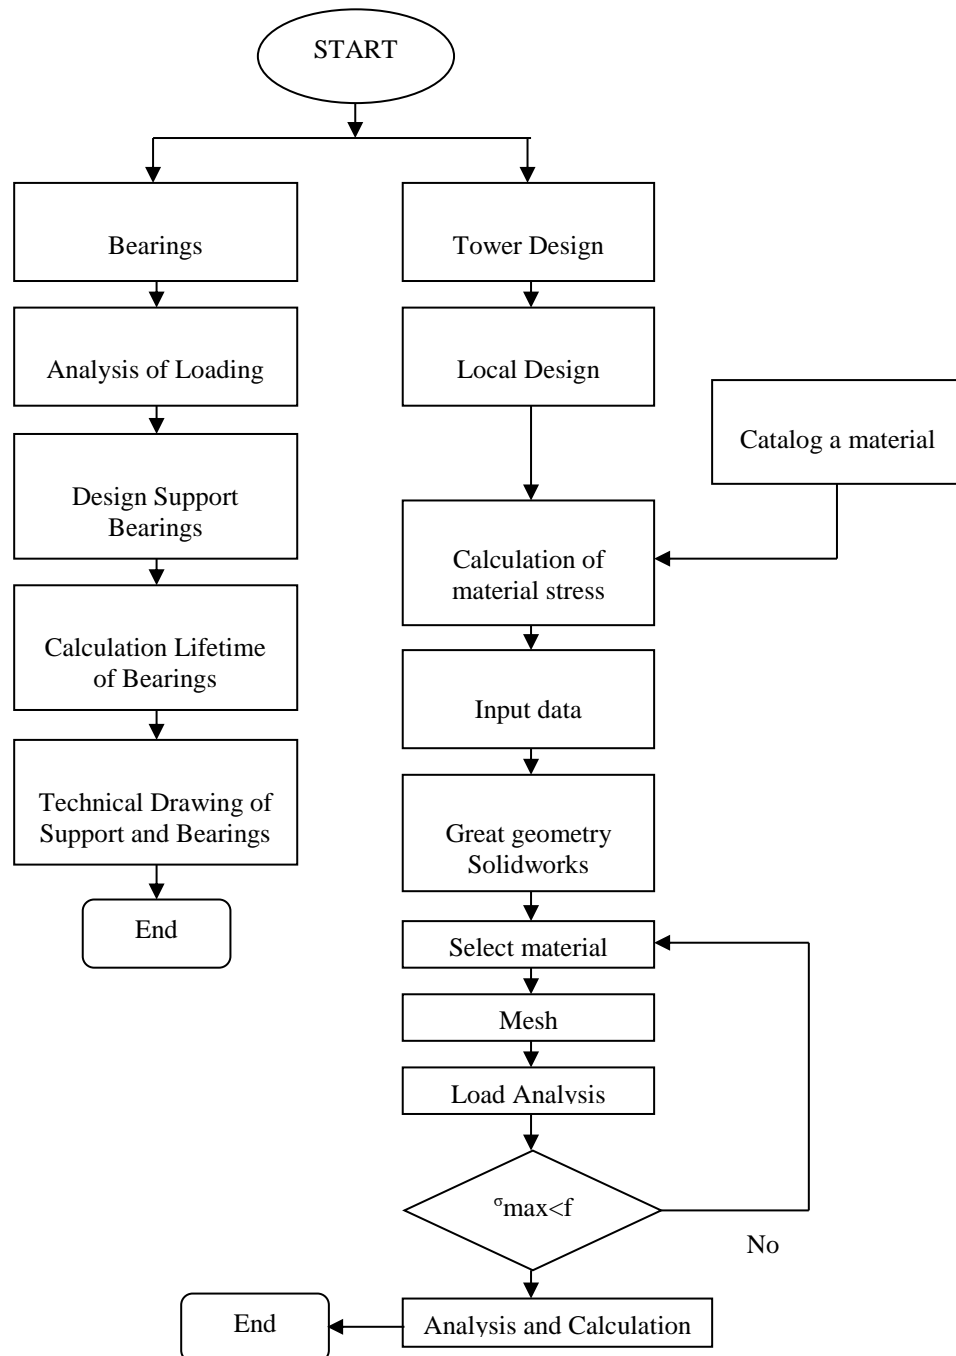 START
Bearings
Analysis of Loading
Design Support
Bearings
Calculation Lifetime
of Bearings
Technical Drawing of
Support and Bearings
End
Tower Design
Local Design
Catalog a material
Calculation of
material stress
Input data
Great geometry
Solidworks
Select material
Mesh
Load Analysis
σmax<f
No
Analysis and Calculation
End